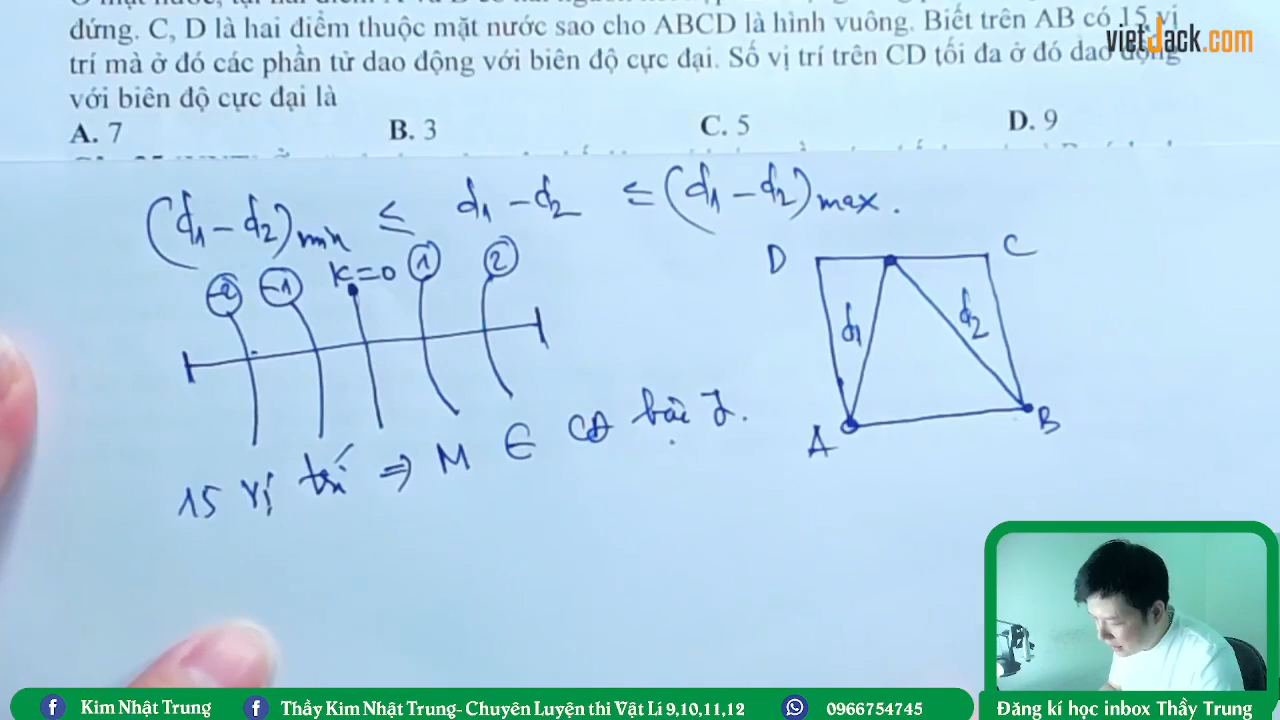 dứng. C, D là hai điểm thuộc mặt nước sao cho ABCD là hình vuông. Biết trên AB có 15 vị
trí mà ở đó các phần tử dao động với biên độ cực đại. Số vị trí trên CD tối đa ở đó dao động
với biên độ cực đại là
vietJack.com
A. 7 B. 3 C. 5 D. 9
(d1 – d2)min ≤ d1 – d2 ≤ (d1 – d2)max.
-2 -1 K=0 1 2
D C
d1 d2
A B
15 vị trí ⇒ M ∈ CD
Kim Nhật Trung
Thầy Kim Nhật Trung- Chuyên Luyện thi Vật Lí 9,10,11,12
0966754745
Đăng kí học inbox Thầy Trung